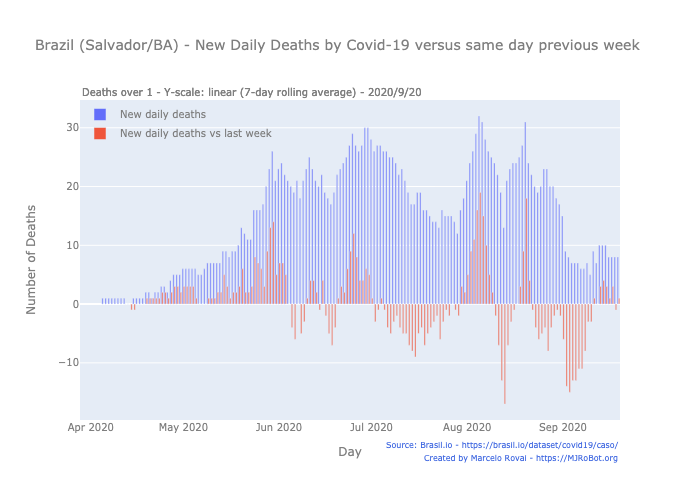 Brazil (Salvador/BA) - New Daily Deaths by Covid-19 versus same day previous week
Deaths over 1 - Y-scale: linear (7-day rolling average) - 2020/9/20
New daily deaths
New daily deaths vs last week
30
20
10
0
−10
Number of Deaths
Apr 2020 May 2020 Jun 2020 Jul 2020 Aug 2020 Sep 2020
Day
Source: Brasil.io - https://brasil.io/dataset/covid19/caso/
Created by Marcelo Rovai - https://MJRoBot.org